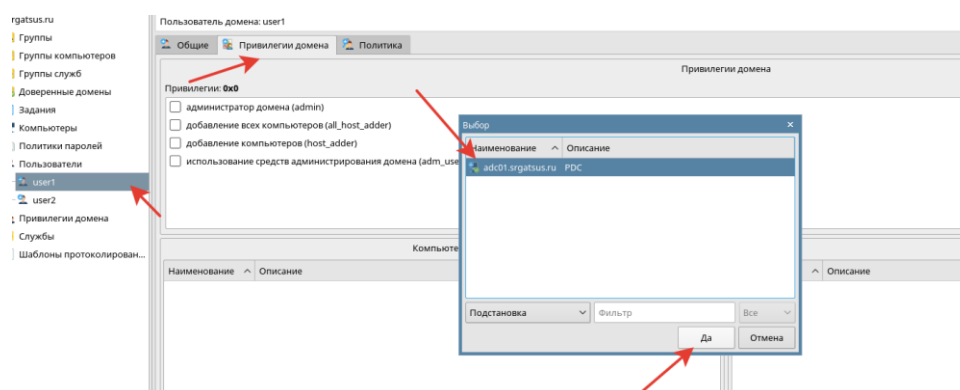 rgatsus.ru
Группы
Группы компьютеров
Группы служб
Доверенные домены
Задания
Компьютеры
Политики паролей
Пользователи
user1
user2
Привилегии домена
Службы
Шаблоны протоколирован...
Пользователь домена: user1
Общие Привилегии домена Политика
Привилегии домена
Привилегии: 0x0
администратор домена (admin)
добавление всех компьютеров (all_host_adder)
добавление компьютеров (host_adder)
использование средств администрирования домена (adm_use
Компьюте
Наименование Описание
Описание
Выбор
Наименование Описание
adc01.srgatsus.ru PDC
Подстановка Фильтр Все
Да Отмена